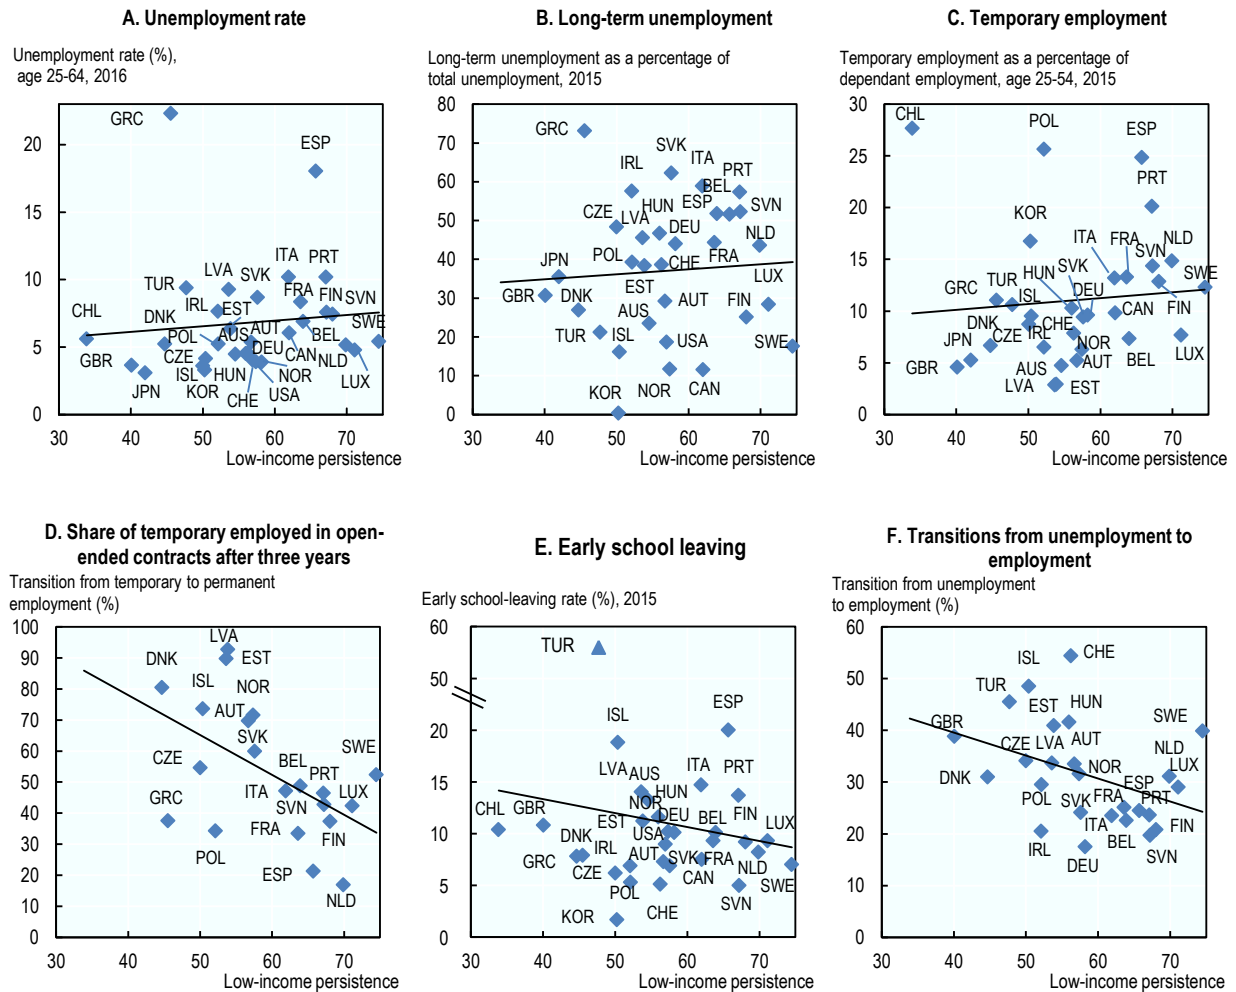 A. Unemployment rate
Unemployment rate (%),
age 25-64, 2016
20
15
10
5
0
30 40 50 60 70
Low-income persistence
GRC
ESP
ITA PRT
TUR LVA SVK
FRA FIN SVN
CHL DNK IRL EST
POL AUS AUT SWE
GBR CZE DEU CAN BEL NLD
JPN ISL KOR HUN CHE USA NOR LUX
B. Long-term unemployment
Long-term unemployment as a percentage of
total unemployment, 2015
80
70
60
50
40
30
20
10
0
30 40 50 60 70
Low-income persistence
GRC
SVK
IRL ITA PRT
BEL
CZE LVA HUN ESP SVN
DEU NLD
JPN POL CHE FRA
EST LUX
GBR DNK AUS AUT FIN
TUR ISL USA SWE
KOR NOR CAN
C. Temporary employment
Temporary employment as a percentage of
dependant employment, age 25-54, 2015
30
25
20
15
10
5
0
30 40 50 60 70
Low-income persistence
CHL POL ESP
PRT
KOR
ITA FRA NLD
SVN
GRC TUR HUN SVK SWE
ISL DEU
DNK CZE IRL CHE CAN FIN
JPN NOR
GBR AUS AUT BEL LUX
LVA EST
D. Share of temporary employed in open-
ended contracts after three years
Transition from temporary to permanent
employment (%)
100
90
80
70
60
50
40
30
20
10
0
30 40 50 60 70
Low-income persistence
LVA
DNK EST
ISL NOR
AUT
SVK SWE
CZE BEL PRT
ITA LUX
GRC SVN
FRA FIN
POL
ESP
NLD
E. Early school leaving
Early school-leaving rate (%), 2015
60
50
20
15
10
5
0
30 40 50 60 70
Low-income persistence
TUR
ESP
ISL
LVA AUS ITA PRT
HUN
CHL GBR NOR
EST DEU FIN
DNK USA BEL LUX
GRC IRL AUT SVK FRA
CZE CAN NLD
POL SWE
KOR CHE SVN
F. Transitions from unemployment to
employment
Transition from unemployment
to employment (%)
60
50
40
30
20
10
0
30 40 50 60 70
Low-income persistence
ISL CHE
TUR
EST HUN
GBR SWE
CZE LVA AUT
DNK NOR NLD
ESP LUX
POL SVK FRA PRT
ITA FIN
IRL BEL
DEU SVN